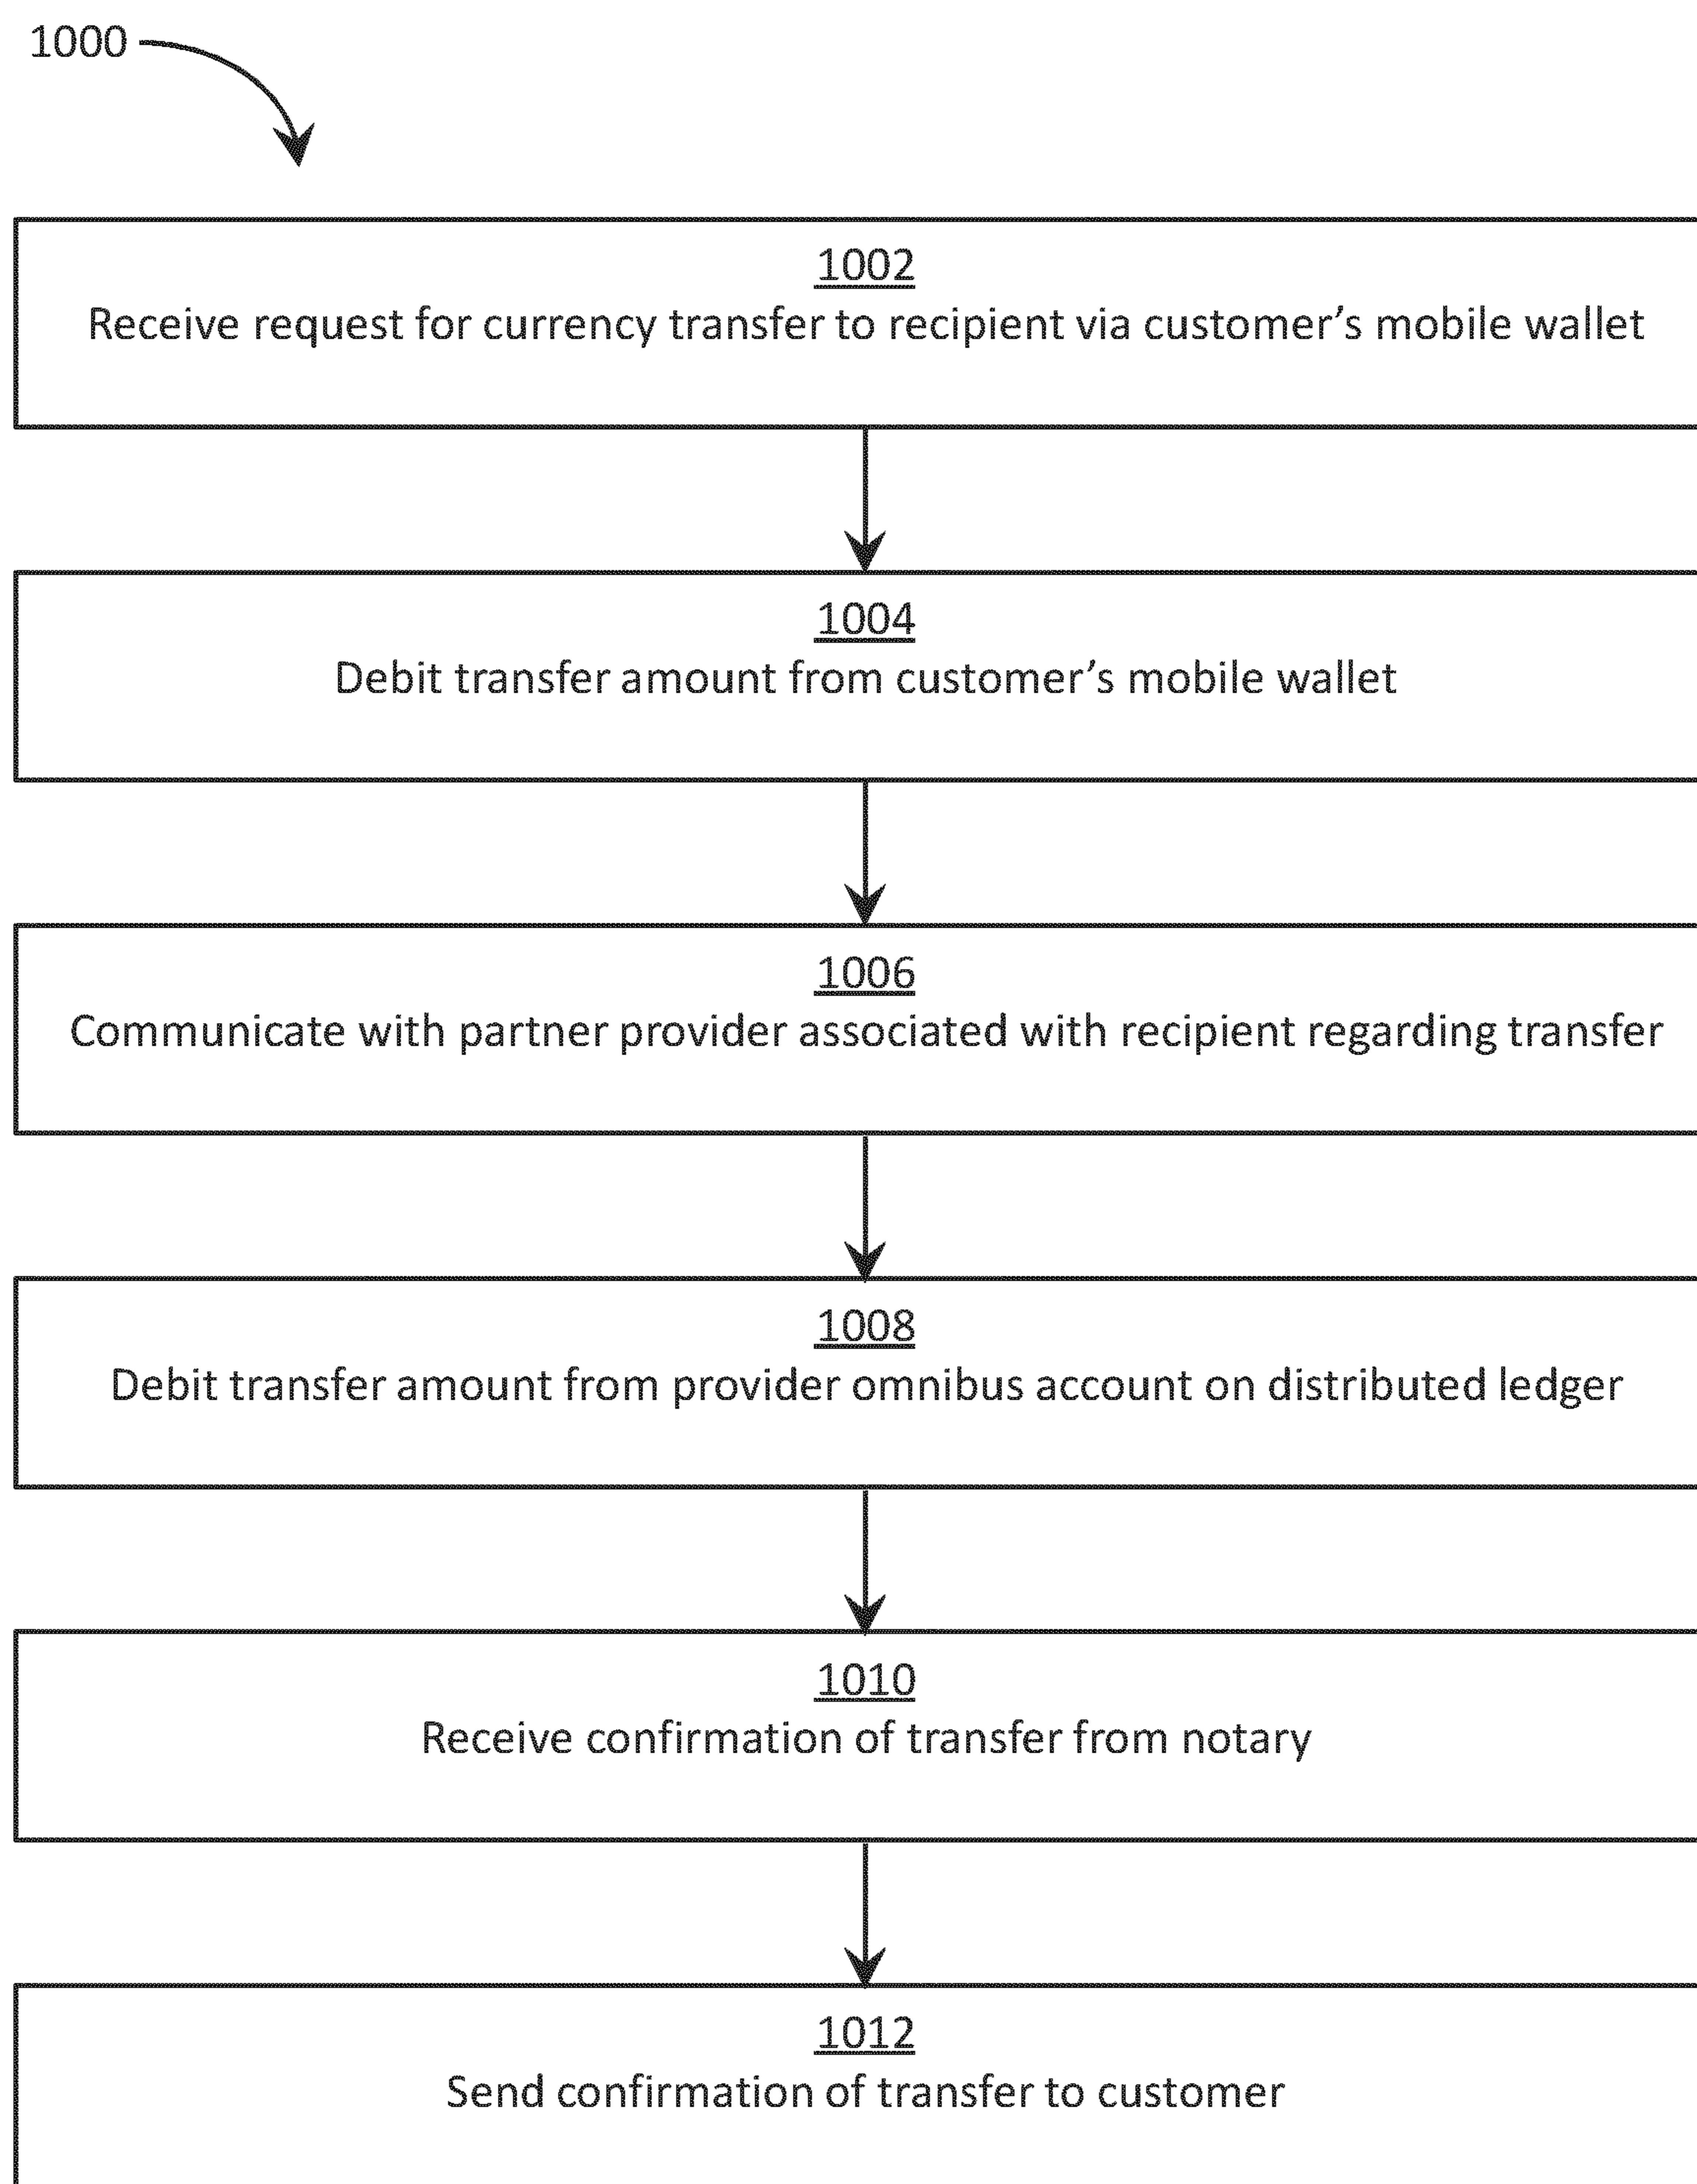 1000
1002
Receive request for currency transfer to recipient via customer’s mobile wallet
1004
Debit transfer amount from customer’s mobile wallet
1006
Communicate with partner provider associated with recipient regarding transfer
1008
Debit transfer amount from provider omnibus account on distributed ledger
1010
Receive confirmation of transfer from notary
1012
Send confirmation of transfer to customer